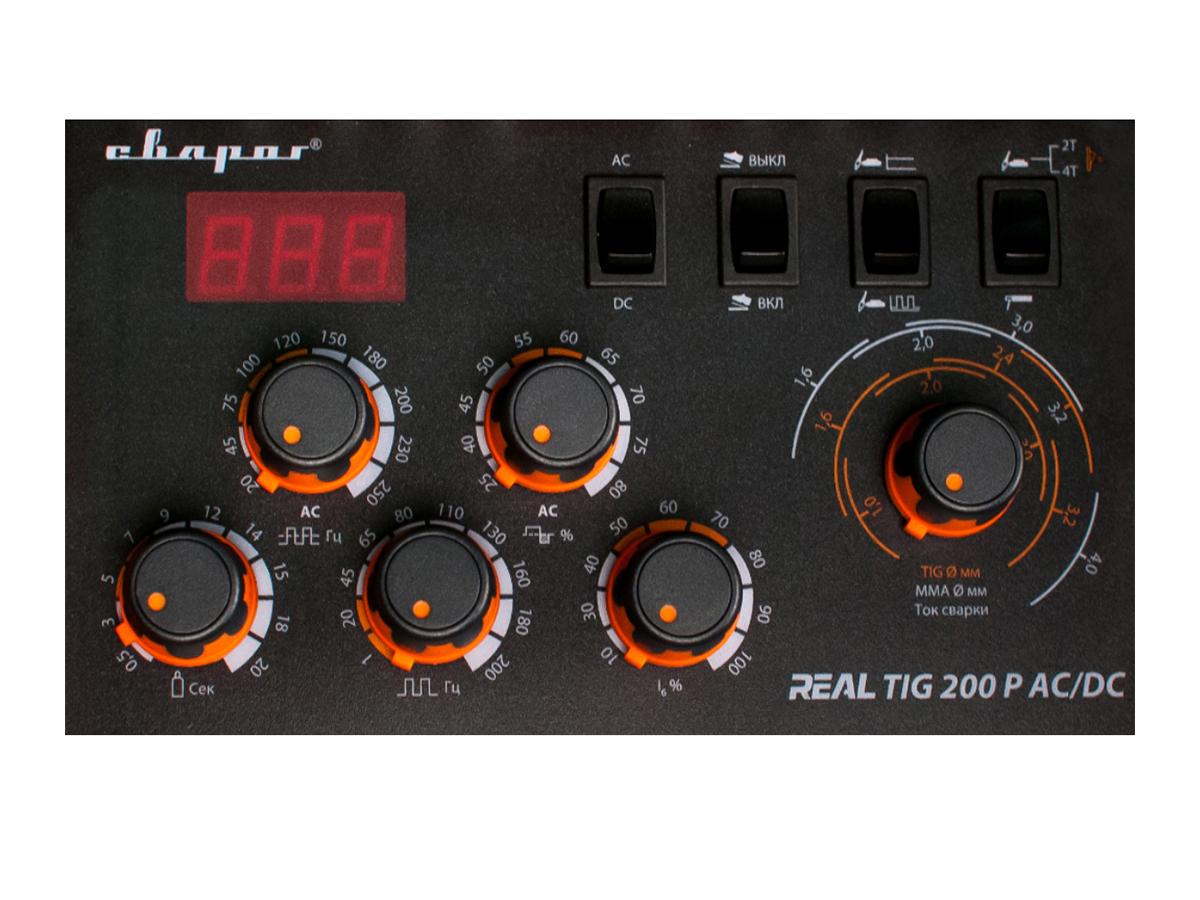 сварог®
AC
ВЫКЛ
2T
4T
DC
ВКЛ
20 45 75 100 120 150 180 200 230 250
AC
Гц
25 40 45 50 55 60 65 70 75 80
AC
%
1,6 2,0 3,0 3,2 4,0
1,0 1,6 2,0 2,4 3,0 3,2
TIG Ø мм
MMA Ø мм
Ток сварки
0,5 3 5 7 9 12 14 15 18 20
Сек
1 20 45 65 80 110 130 160 180 200
Гц
10 30 40 50 60 70 80 90 100
I б %
REAL TIG 200 P AC/DC